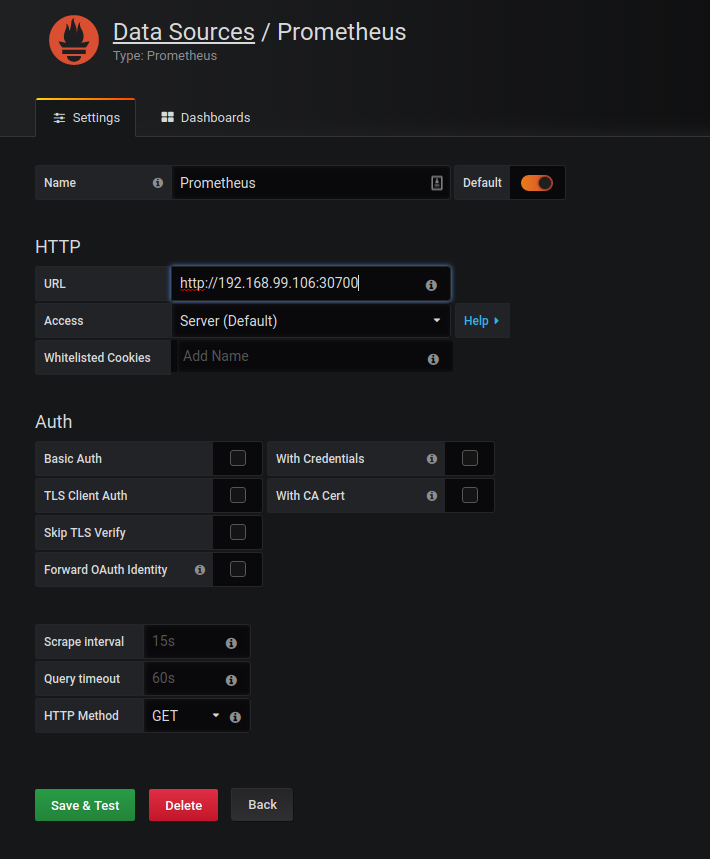 Data Sources / Prometheus
Type: Prometheus
Settings
Dashboards
Name
Prometheus
Default
HTTP
URL
http://192.168.99.106:30700
Access
Server (Default)
Help
Whitelisted Cookies
Add Name
Auth
Basic Auth
With Credentials
TLS Client Auth
With CA Cert
Skip TLS Verify
Forward OAuth Identity
Scrape interval
15s
Query timeout
60s
HTTP Method
GET
Save & Test
Delete
Back